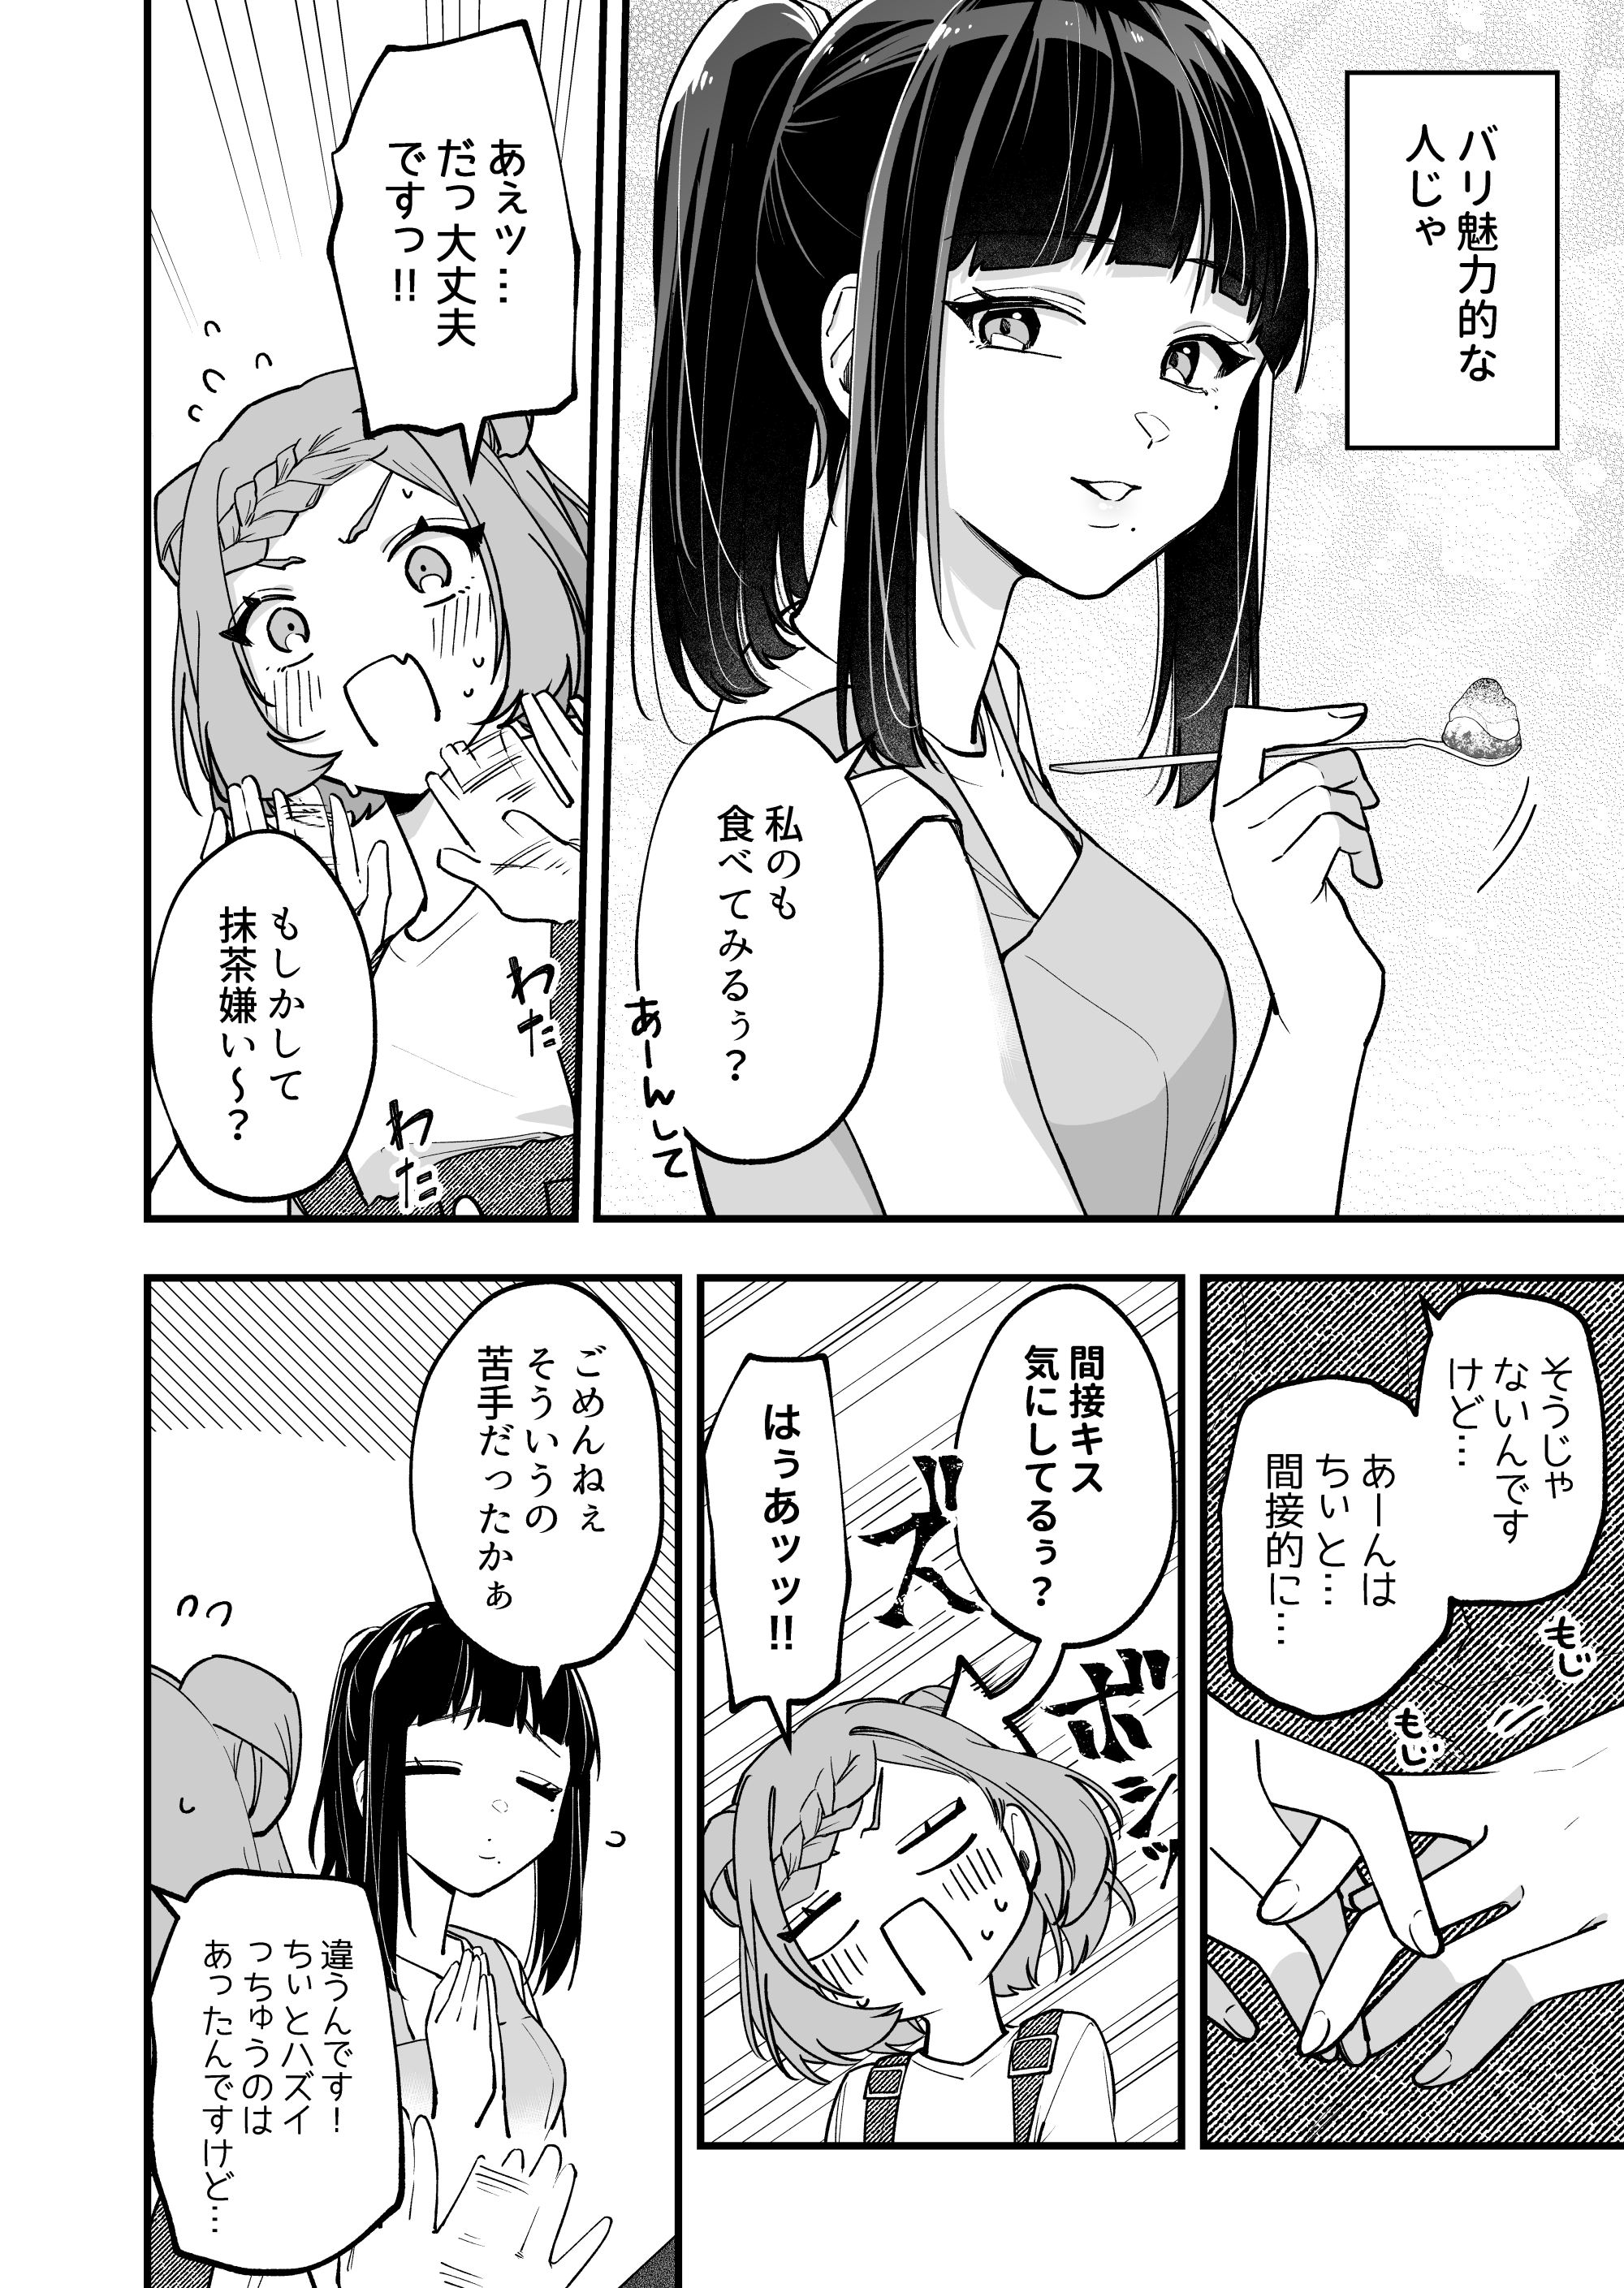 バリ魅力的な
人じゃ
私のも
食べてみるぅ？
あーんして
あぇッ…
だっ大丈夫
ですっ!!
わた
わた
もしかして
抹茶嫌い～？
そうじゃ
ないんです
けど…
あーんは
ちぃと…
間接的に…
もじ
もじ
間接キス
気にしてるぅ？
ズ
ボシッ
はぅあッッ!!
ごめんねぇ
そういうの
苦手だったかぁ
違うんです！
ちぃとハズイ
っちゅうのは
あったんですけど…